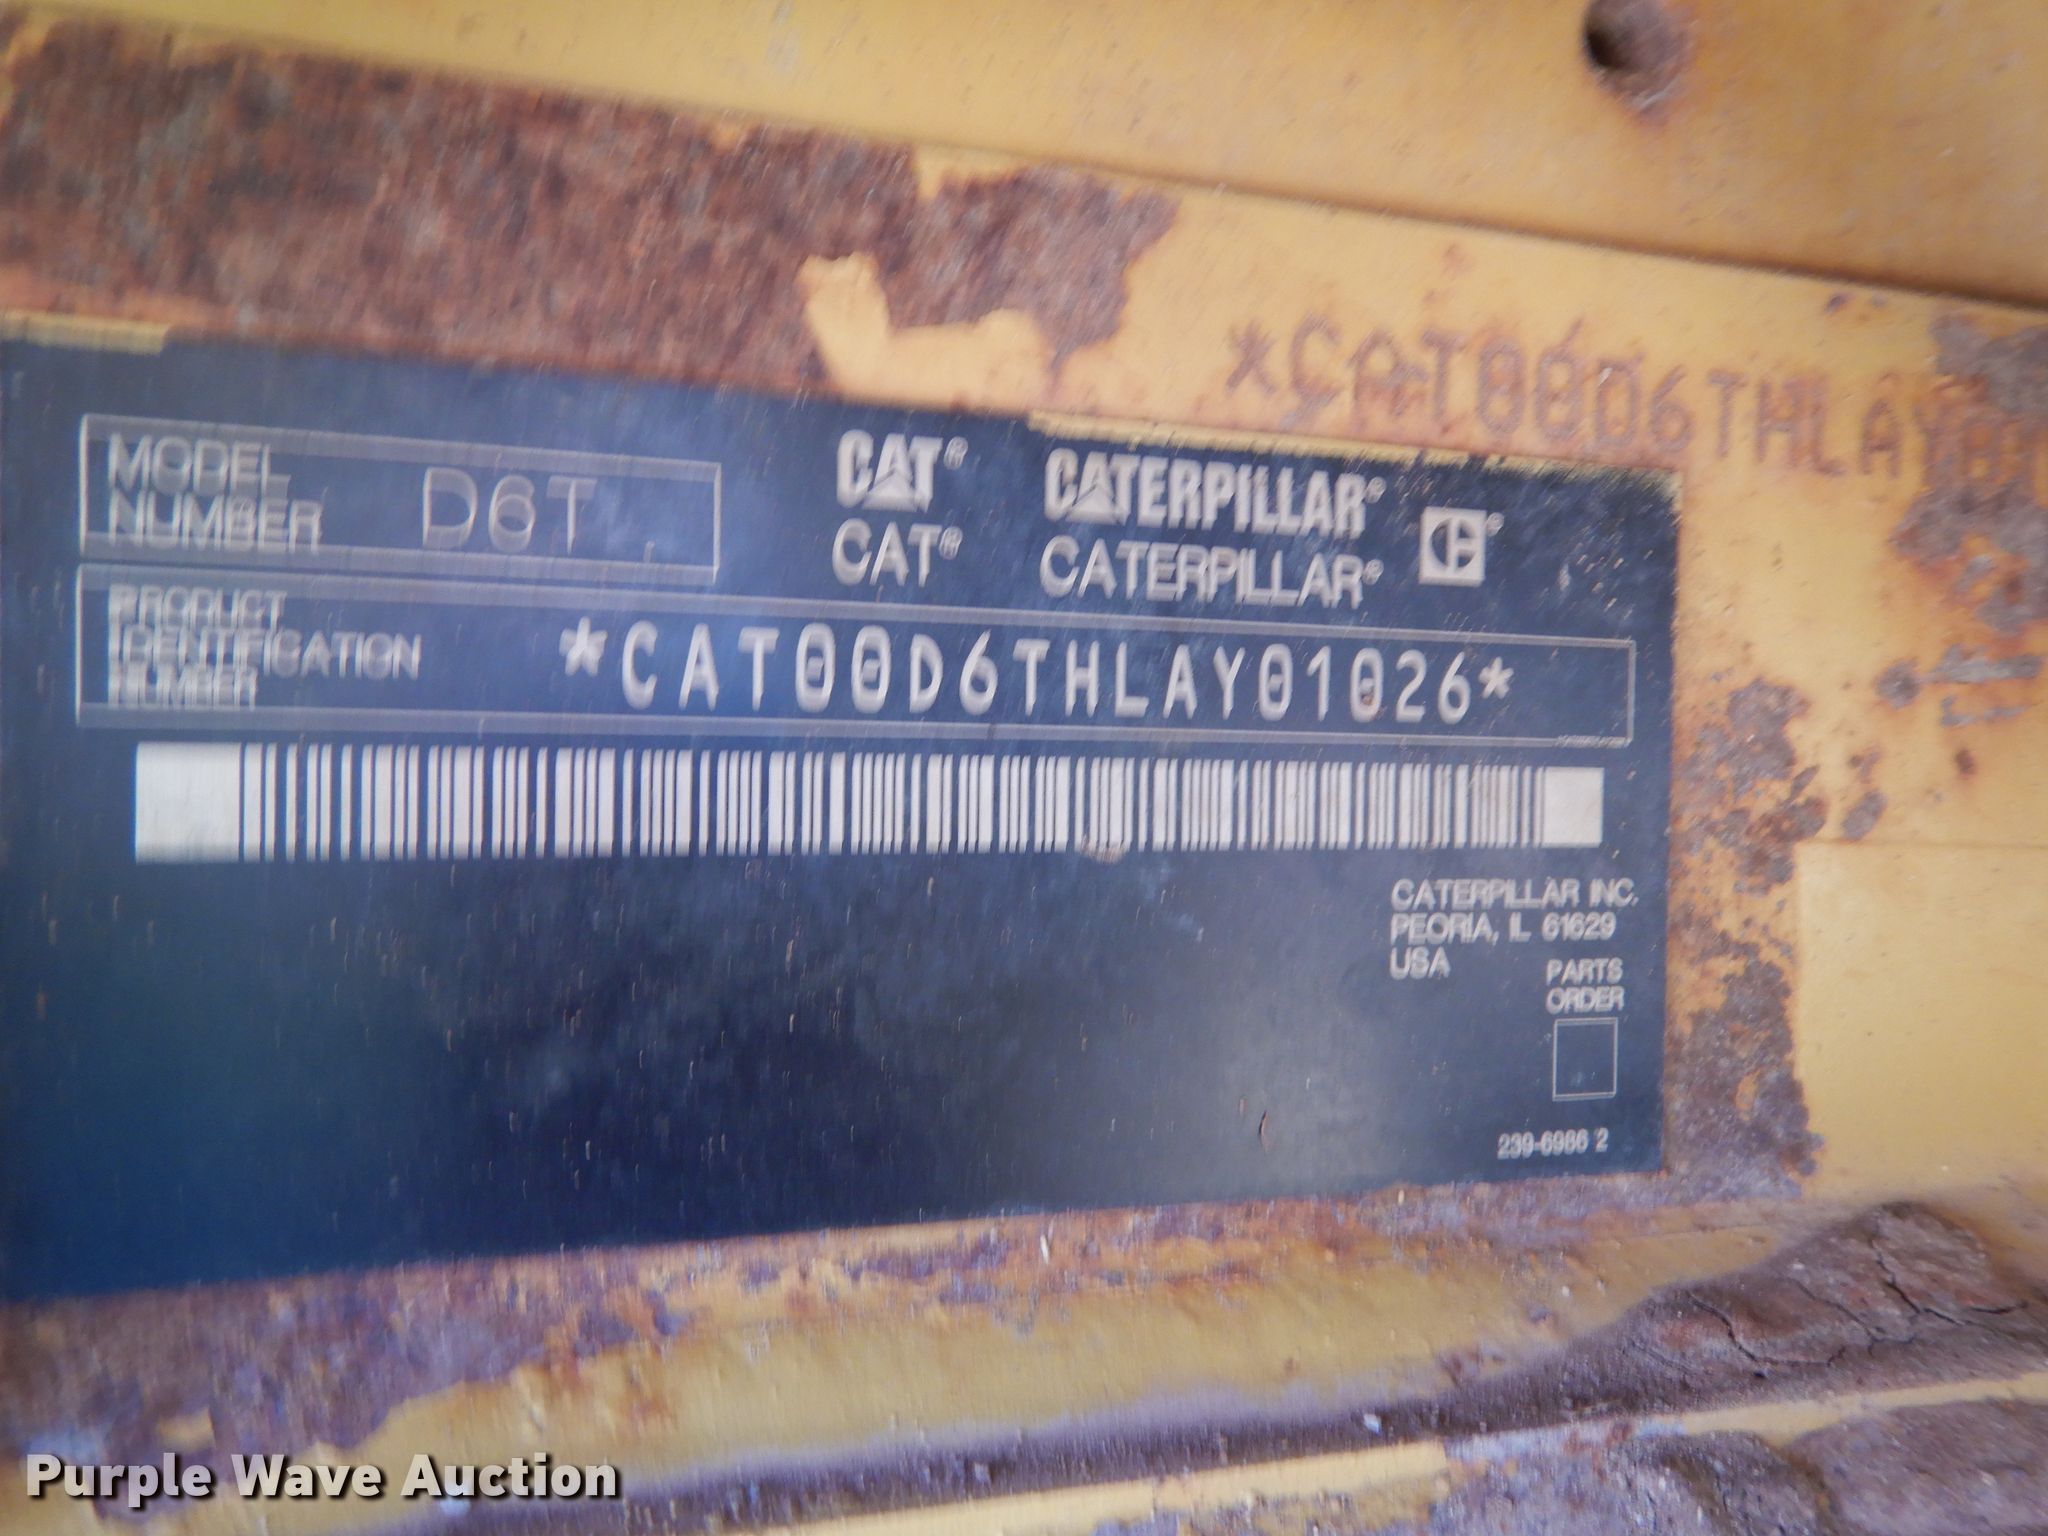 *CAT00D6THLAY0
MODEL
NUMBER D6T
CAT® CATERPILLAR®
CAT® CATERPILLAR®
PRODUCT
IDENTIFICATION
NUMBER
*CAT00D6THLAY01026*
CATERPILLAR INC.
PEORIA, IL 61629
USA
PARTS
ORDER
239-6986 2
Purple Wave Auction